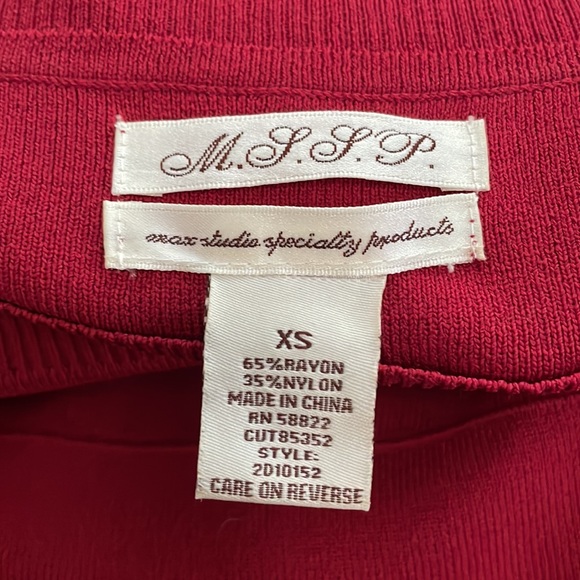 M.S.S.P.
max studio specialty products
XS
65%RAYON
35%NYLON
MADE IN CHINA
RN 58822
CUT85352
STYLE:
2D10152
CARE ON REVERSE